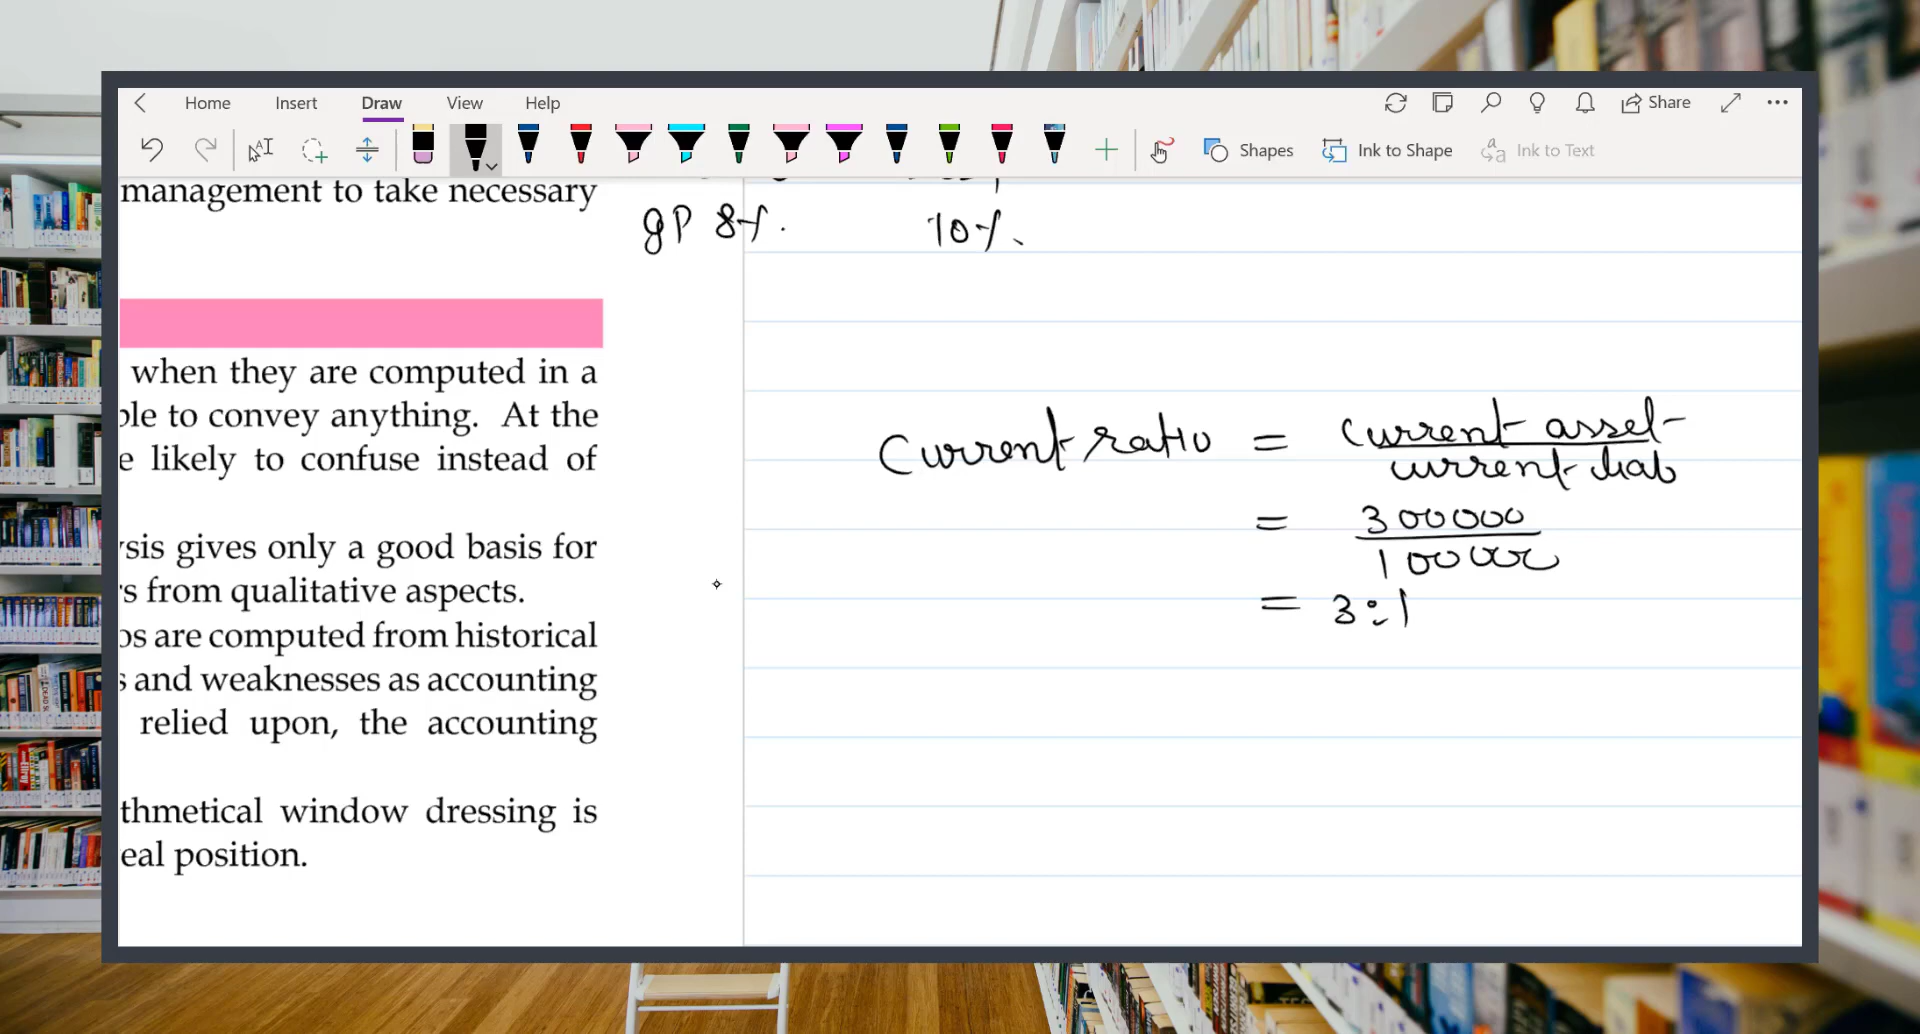 Home Insert Draw View Help Share
Shapes Ink to Shape Ink to Text
management to take necessary
when they are computed in a
ble to convey anything. At the
e likely to confuse instead of
ysis gives only a good basis for
rs from qualitative aspects.
os are computed from historical
s and weaknesses as accounting
relied upon, the accounting
thmetical window dressing is
eal position.
gp 8%. 10%.
Current ratio = current asset
current liab
= 300000
100000
= 3:1